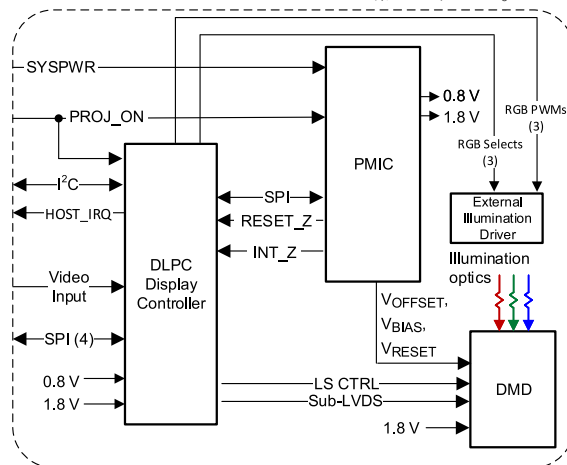 SYSPWR
PROJ_ON
I²C
HOST_IRQ
Video
Input
SPI (4)
0.8 V
1.8 V
DLPC
Display
Controller
SPI
RESET_Z
INT_Z
PMIC
0.8 V
1.8 V
RGB PWMs
(3)
RGB Selects
(3)
External
Illumination
Driver
Illumination
optics
VOFFSET,
VBIAS,
VRESET
LS CTRL
Sub-LVDS
DMD
1.8 V